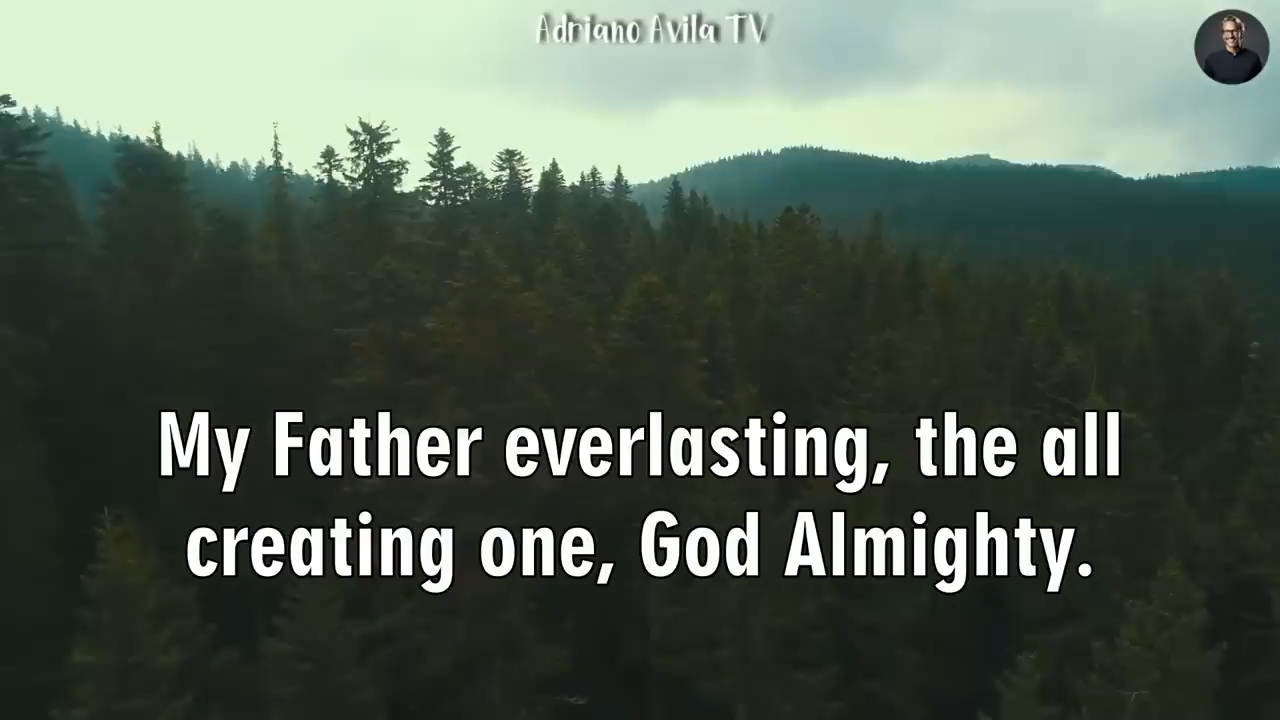 Adriano Avila TV
My Father everlasting, the all
creating one, God Almighty.